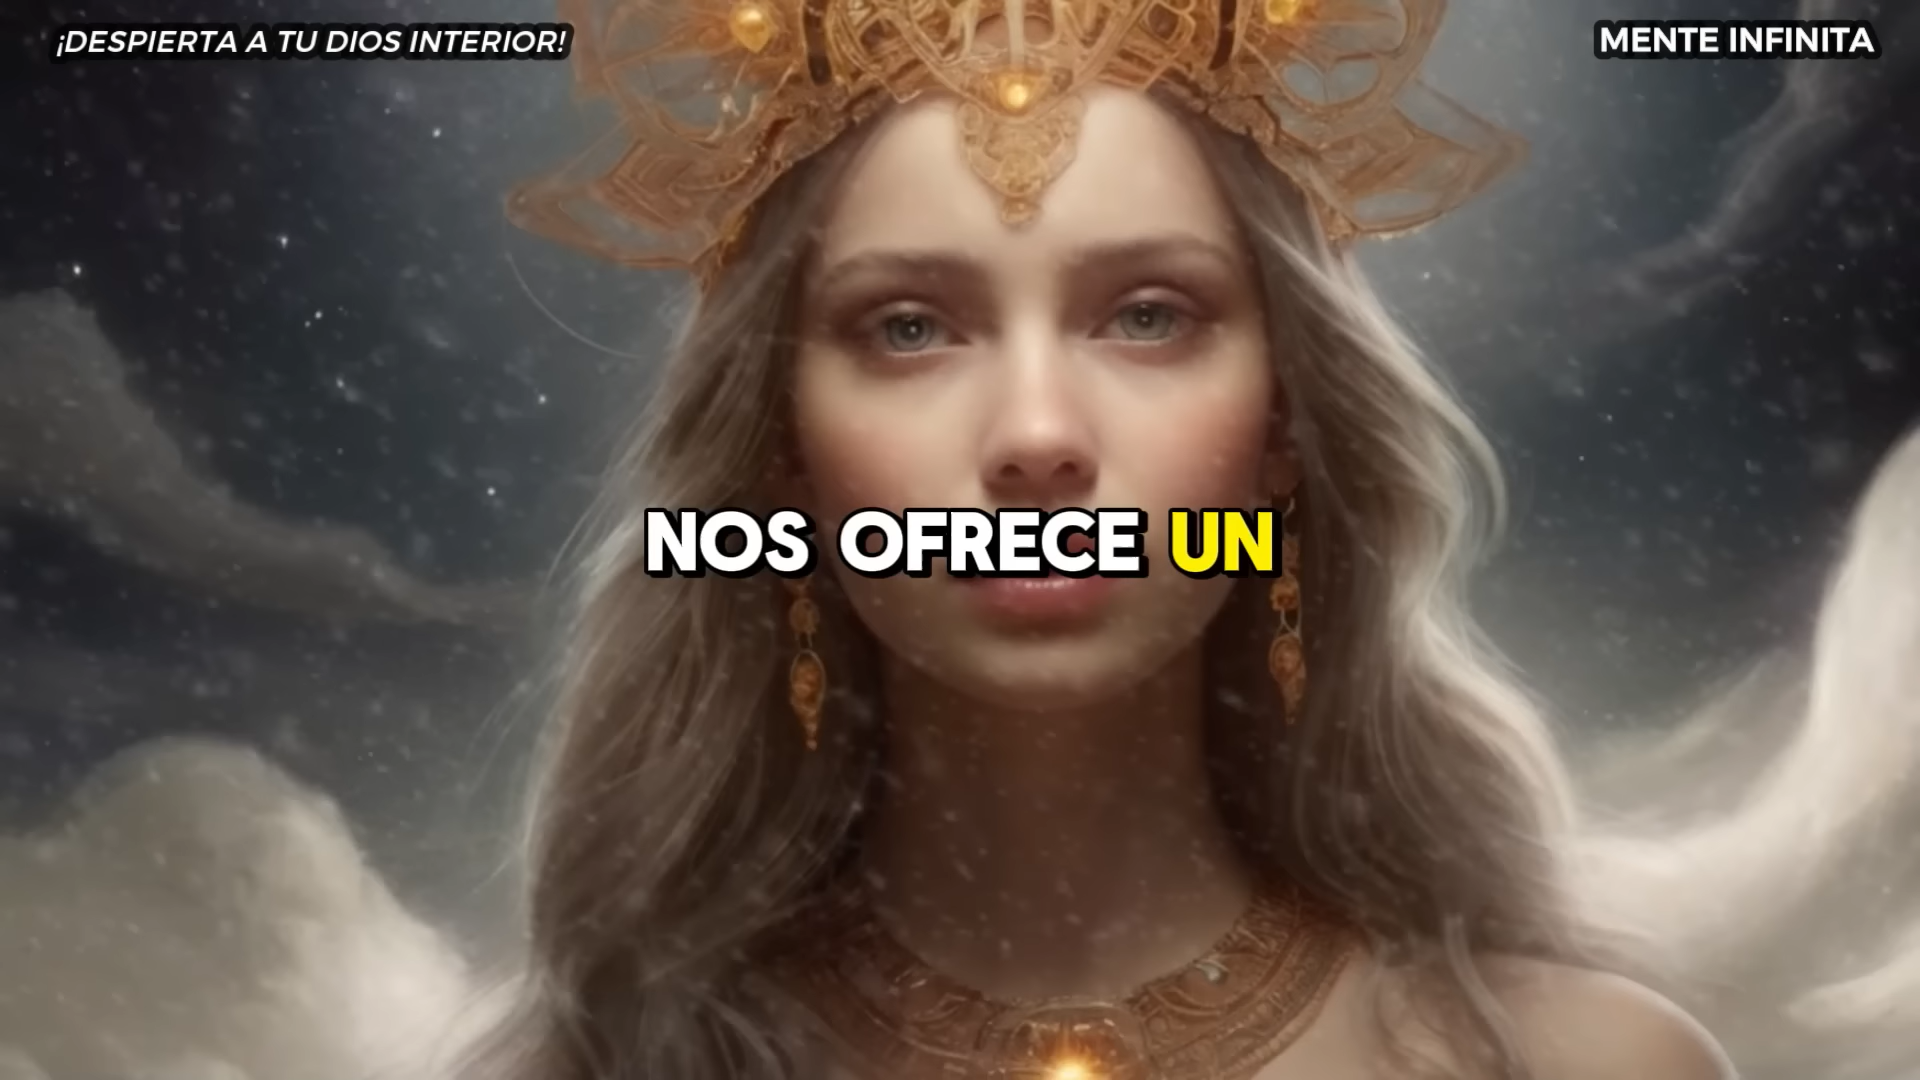 ¡DESPIERTA A TU DIOS INTERIOR!
MENTE INFINITA
NOS OFRECE UN